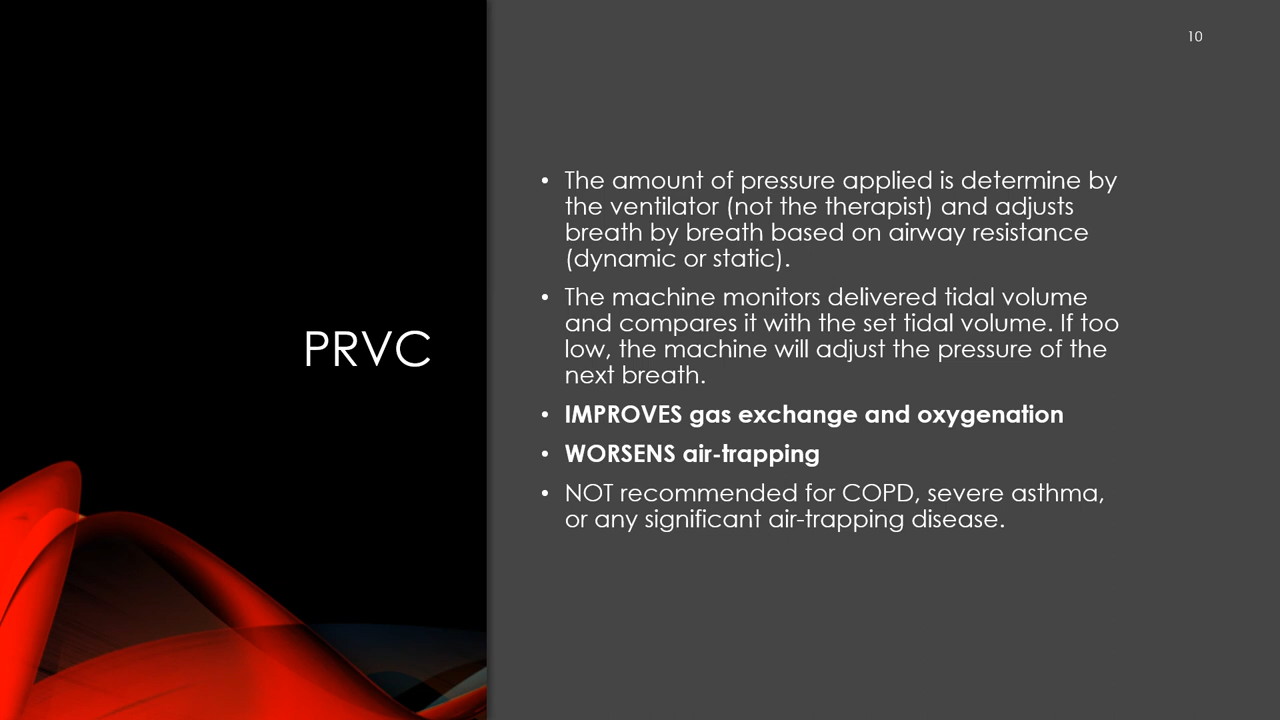 10
PRVC
• The amount of pressure applied is determine by
the ventilator (not the therapist) and adjusts
breath by breath based on airway resistance
(dynamic or static).
• The machine monitors delivered tidal volume
and compares it with the set tidal volume. If too
low, the machine will adjust the pressure of the
next breath.
• IMPROVES gas exchange and oxygenation
• WORSENS air-trapping
• NOT recommended for COPD, severe asthma,
or any significant air-trapping disease.